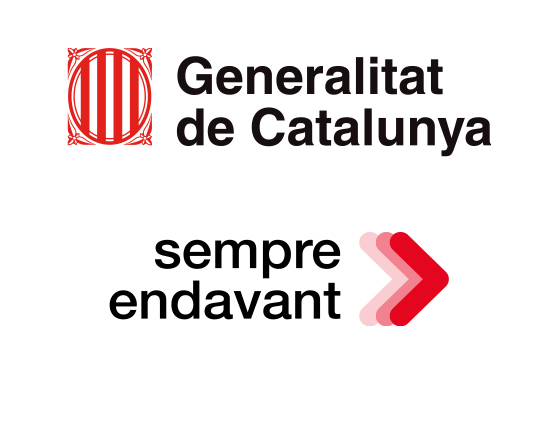 Generalitat
de Catalunya
sempre
endavant